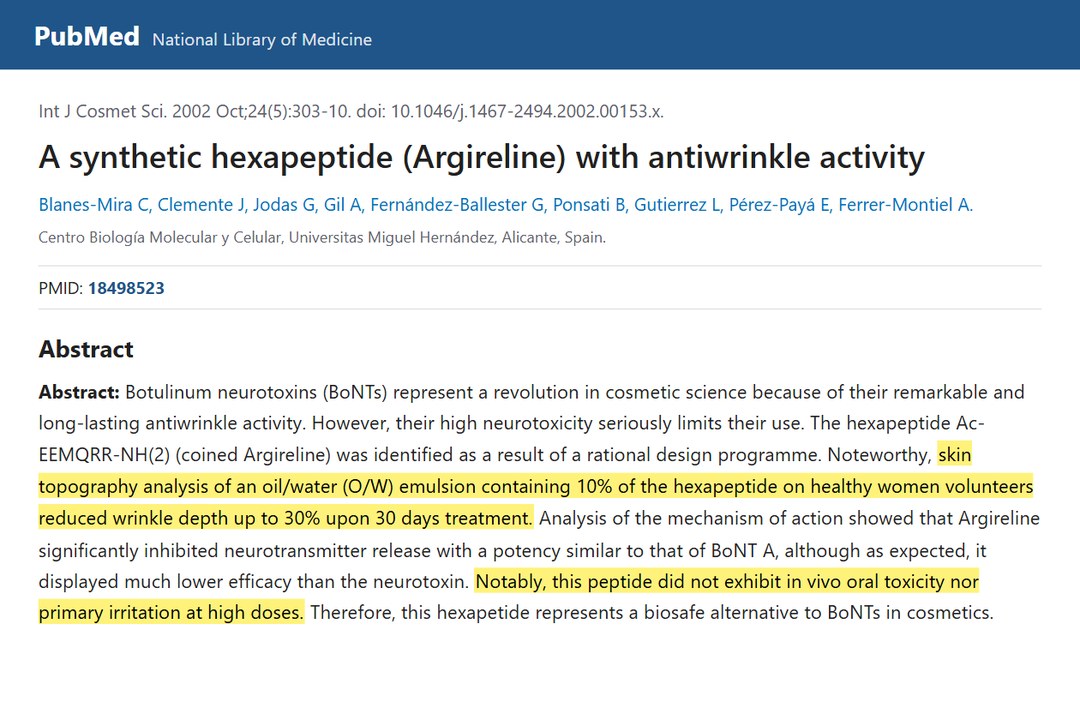 PubMed National Library of Medicine
Int J Cosmet Sci. 2002 Oct;24(5):303-10. doi: 10.1046/j.1467-2494.2002.00153.x.
A synthetic hexapeptide (Argireline) with antiwrinkle activity
Blanes-Mira C, Clemente J, Jodas G, Gil A, Fernández-Ballester G, Ponsati B, Gutierrez L, Pérez-Payá E, Ferrer-Montiel A.
Centro Biología Molecular y Celular, Universitas Miguel Hernández, Alicante, Spain.
PMID: 18498523
Abstract
Abstract: Botulinum neurotoxins (BoNTs) represent a revolution in cosmetic science because of their remarkable and
long-lasting antiwrinkle activity. However, their high neurotoxicity seriously limits their use. The hexapeptide Ac-
EEMQRR-NH(2) (coined Argireline) was identified as a result of a rational design programme. Noteworthy, skin
topography analysis of an oil/water (O/W) emulsion containing 10% of the hexapeptide on healthy women volunteers
reduced wrinkle depth up to 30% upon 30 days treatment. Analysis of the mechanism of action showed that Argireline
significantly inhibited neurotransmitter release with a potency similar to that of BoNT A, although as expected, it
displayed much lower efficacy than the neurotoxin. Notably, this peptide did not exhibit in vivo oral toxicity nor
primary irritation at high doses. Therefore, this hexapetide represents a biosafe alternative to BoNTs in cosmetics.